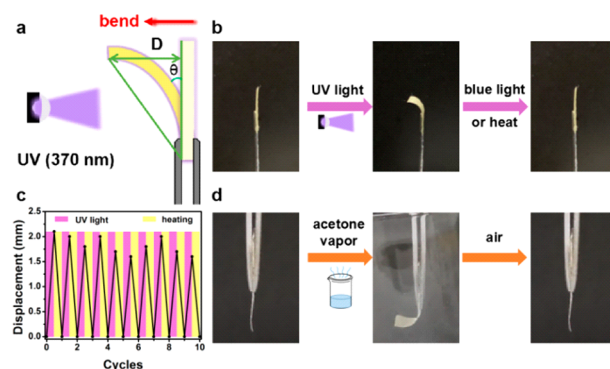 a
bend
D
θ
UV (370 nm)
b
UV light
blue light
or heat
c
UV light
heating
Displacement (mm)
2.5
2.0
1.5
1.0
0.5
0.0
0 2 4 6 8 10
Cycles
d
acetone
vapor
air